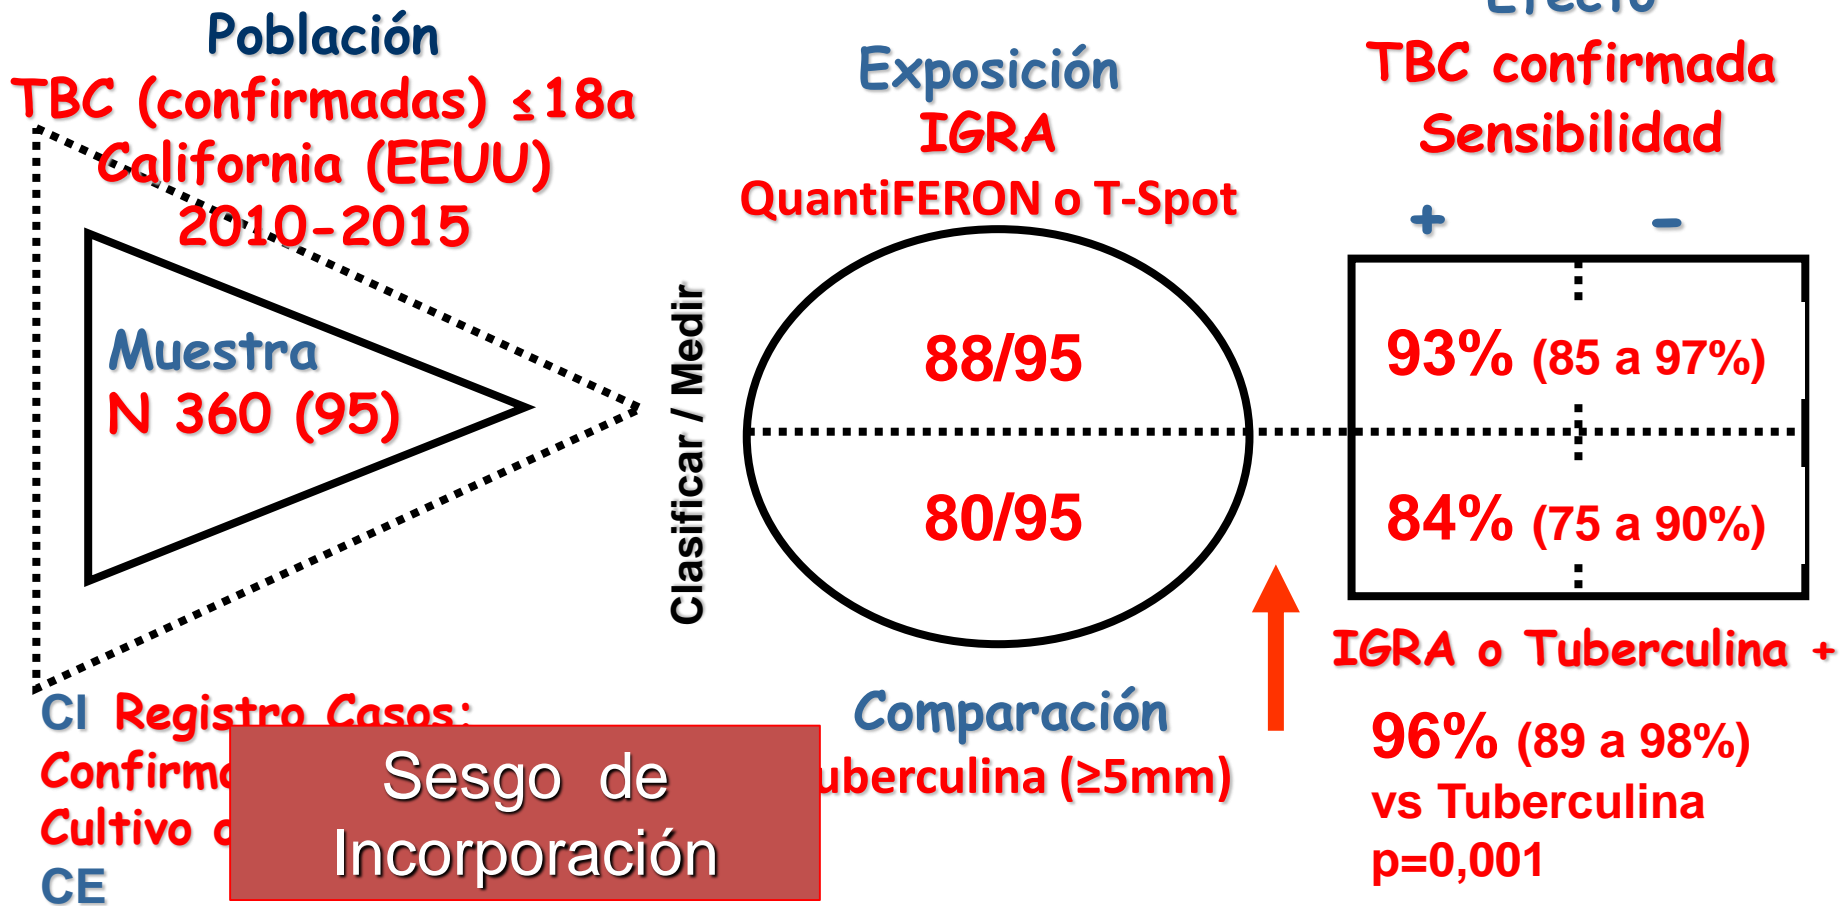 Población
TBC (confirmadas) ≤18a
California (EEUU)
2010-2015
Muestra
N 360 (95)
CI Registro Casos:
Cultivo
CE
Sesgo de
Incorporación
Clasificar / Medir
Exposición
IGRA
QuantiFERON o T-Spot
88/95
80/95
Comparación
uberculina (≥5mm)
Efecto
TBC confirmada
Sensibilidad
+ -
93% (85 a 97%)
84% (75 a 90%)
IGRA o Tuberculina +
96% (89 a 98%)
vs Tuberculina
p=0,001